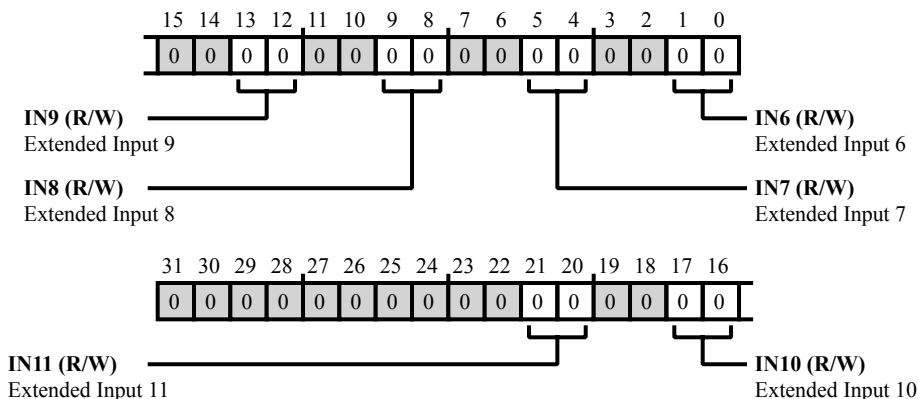 15 14 13 12 11 10 9 8 7 6 5 4 3 2 1 0
0 0 0 0 0 0 0 0 0 0 0 0 0 0 0 0
IN9 (R/W)
Extended Input 9
IN6 (R/W)
Extended Input 6
IN8 (R/W)
Extended Input 8
IN7 (R/W)
Extended Input 7
31 30 29 28 27 26 25 24 23 22 21 20 19 18 17 16
0 0 0 0 0 0 0 0 0 0 0 0 0 0 0 0
IN11 (R/W)
Extended Input 11
IN10 (R/W)
Extended Input 10